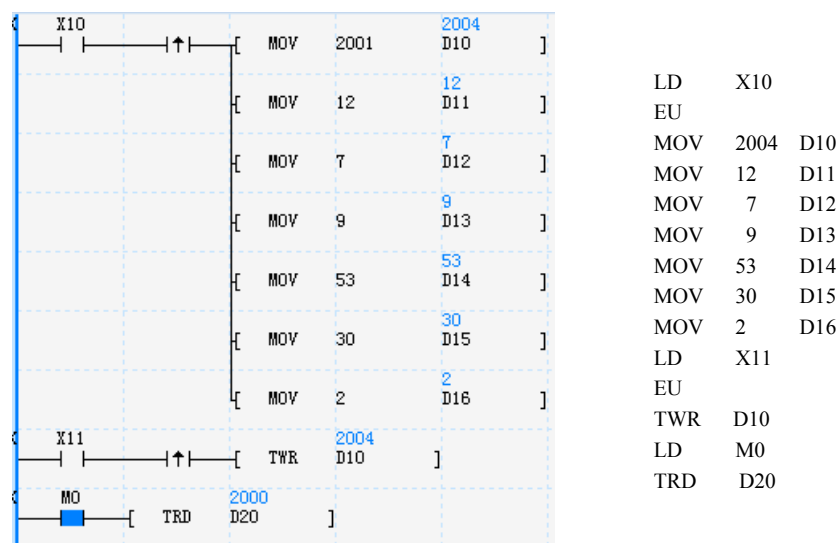 X10
2004
MOV 2001 D10
12
MOV 12 D11
7
MOV 7 D12
9
MOV 9 D13
53
MOV 53 D14
30
MOV 30 D15
2
MOV 2 D16
X11
2004
TWR D10
M0
2000
TRD D20
LD X10
EU
MOV 2004 D10
MOV 12 D11
MOV 7 D12
MOV 9 D13
MOV 53 D14
MOV 30 D15
MOV 2 D16
LD X11
EU
TWR D10
LD M0
TRD D20